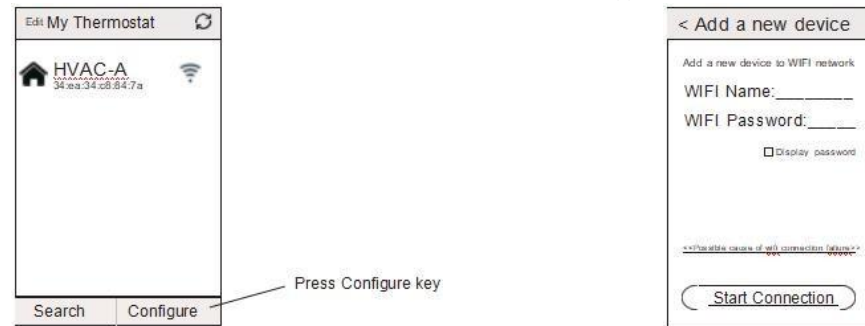 Edit My Thermostat
HVAC-A
34:ea:34:c8:84:7a
Search Configure
Press Configure key
< Add a new device
Add a new device to WIFI network
WIFI Name:________
WIFI Password:_____
Display password
<<Possible cause of wifi connection failure>>
Start Connection